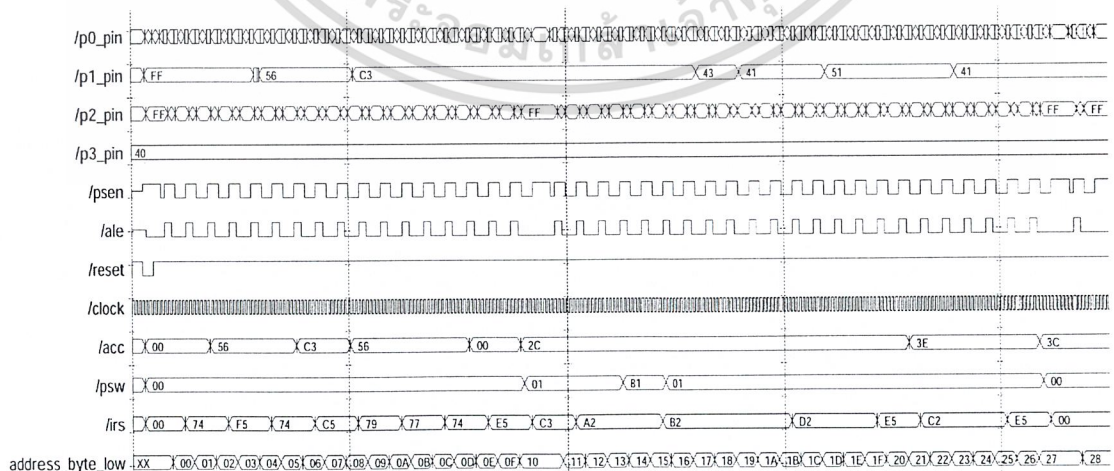 /p0_pin
/p1_pin FF 56 C3 43 41 51 41
/p2_pin FF FF FF FF
/p3_pin 40
/psen
/ale
/reset
/clock
/acc 00 56 C3 56 00 2C 3E 3C
/psw 00 01 81 01 00
/irs 00 74 F5 74 C5 79 77 74 E5 C3 A2 B2 D2 E5 C2 E5 00
address_byte_low XX 00 01 02 03 04 05 06 07 08 09 0A 0B 0C 0D 0E 0F 10 11 12 13 14 15 16 17 18 19 1A 1B 1C 1D 1E 1F 20 21 22 23 24 25 26 27 28